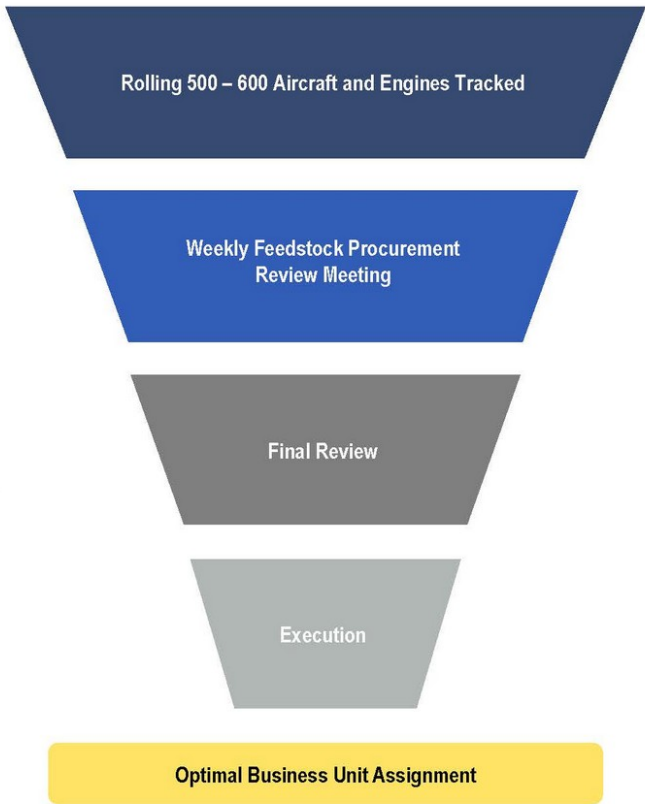 Rolling 500 – 600 Aircraft and Engines Tracked
Weekly Feedstock Procurement
Review Meeting
Final Review
Execution
Optimal Business Unit Assignment